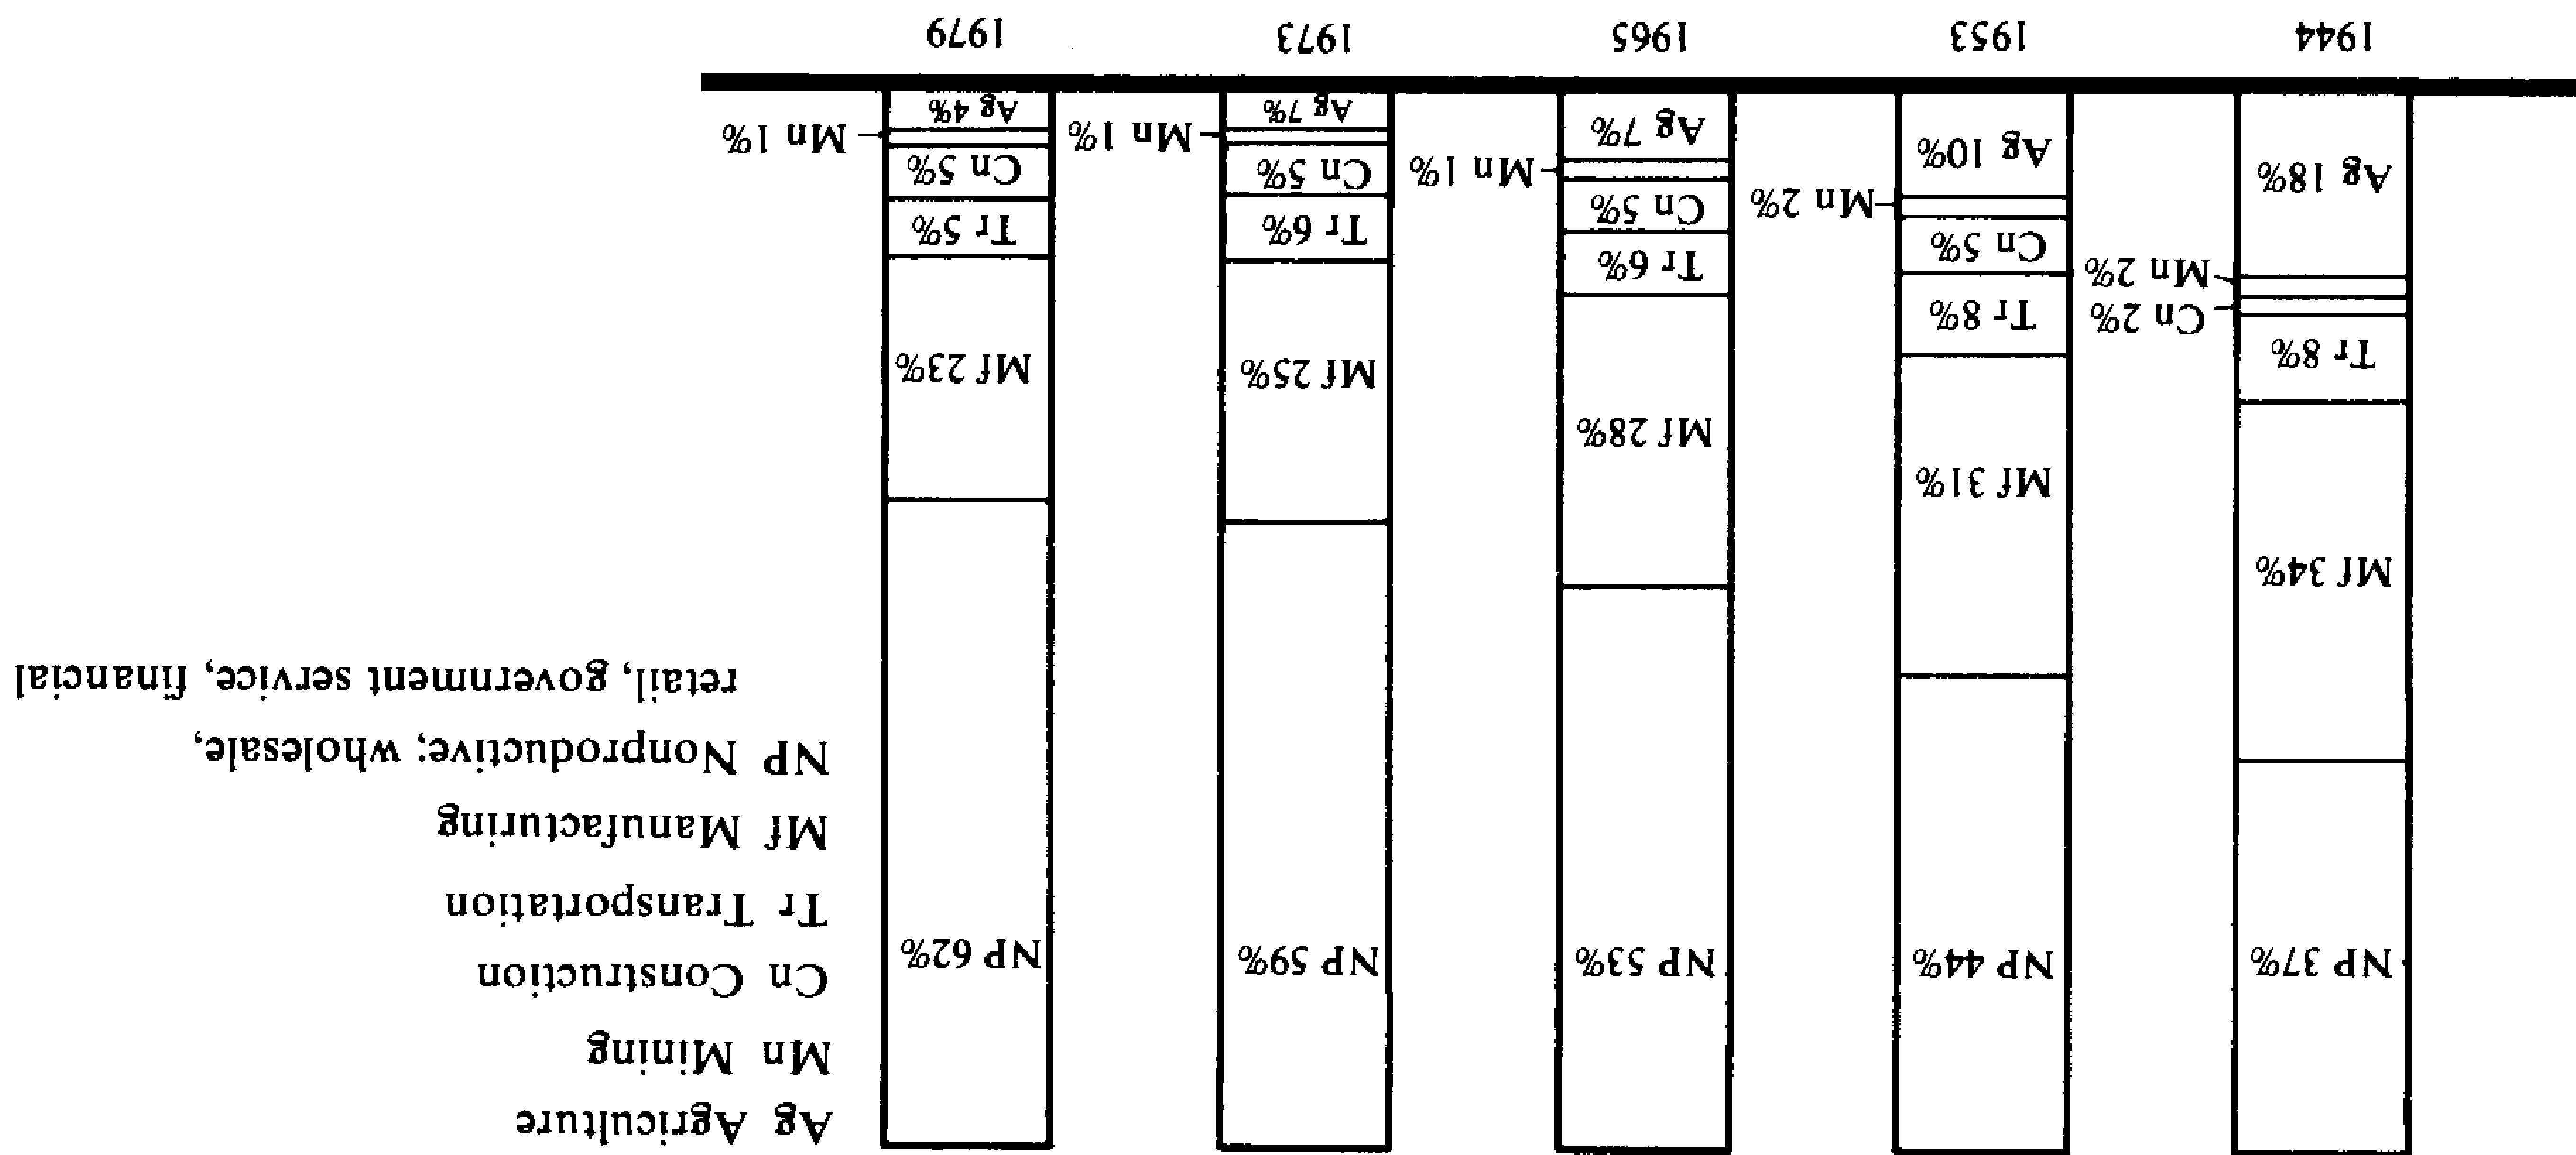 NP 37%
Mf 34%
Tr 8%
Cn 2%
Mn 2%
Ag 18%
1944
NP 44%
Mf 31%
Tr 8%
Cn 5%
Mn 2%
Ag 10%
1953
NP 53%
Mf 28%
Tr 6%
Cn 5%
Mn 1%
Ag 7%
1965
NP 59%
Mf 25%
Tr 6%
Cn 5%
Mn 1%
Ag 7%
1973
NP 62%
Mf 23%
Tr 5%
Cn 5%
Mn 1%
Ag 4%
1979
Ag Agriculture
Mn Mining
Cn Construction
Tr Transportation
Mf Manufacturing
NP Nonproductive; wholesale,
retail, government service, financial